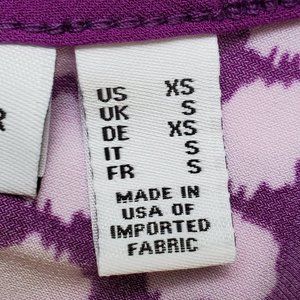 US XS
UK S
DE XS
IT S
FR S
MADE IN
USA OF
IMPORTED
FABRIC
R